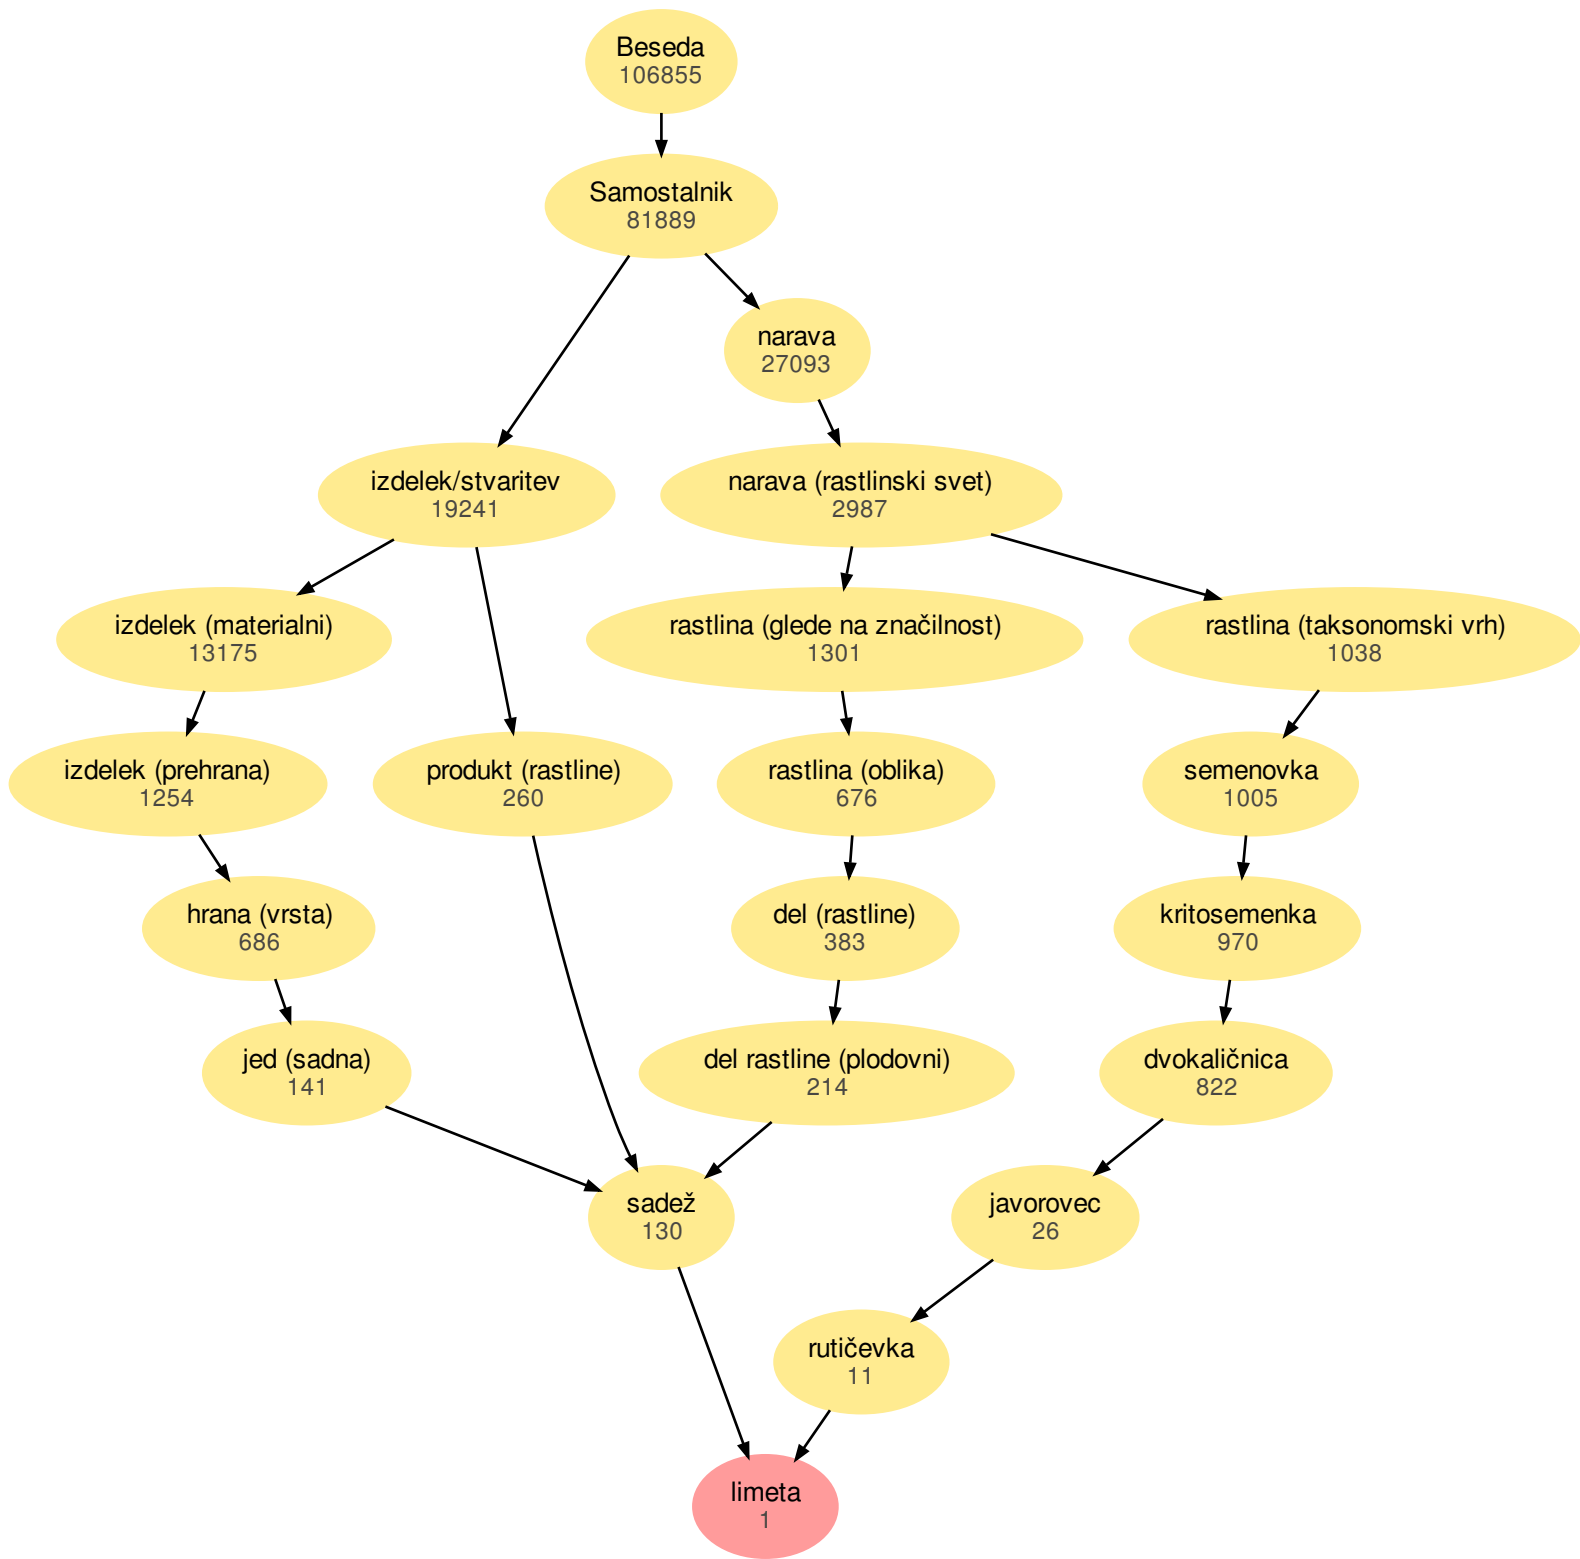 Beseda
106855
Samostalnik
81889
narava
27093
izdelek/stvaritev
19241
narava (rastlinski svet)
2987
izdelek (materialni)
13175
rastlina (glede na značilnost)
1301
rastlina (taksonomski vrh)
1038
izdelek (prehrana)
1254
produkt (rastline)
260
rastlina (oblika)
676
semenovka
1005
hrana (vrsta)
686
del (rastline)
383
kritosemenka
970
jed (sadna)
141
del rastline (plodovni)
214
dvokaličnica
822
sadež
130
javorovec
26
rutičevka
11
limeta
1